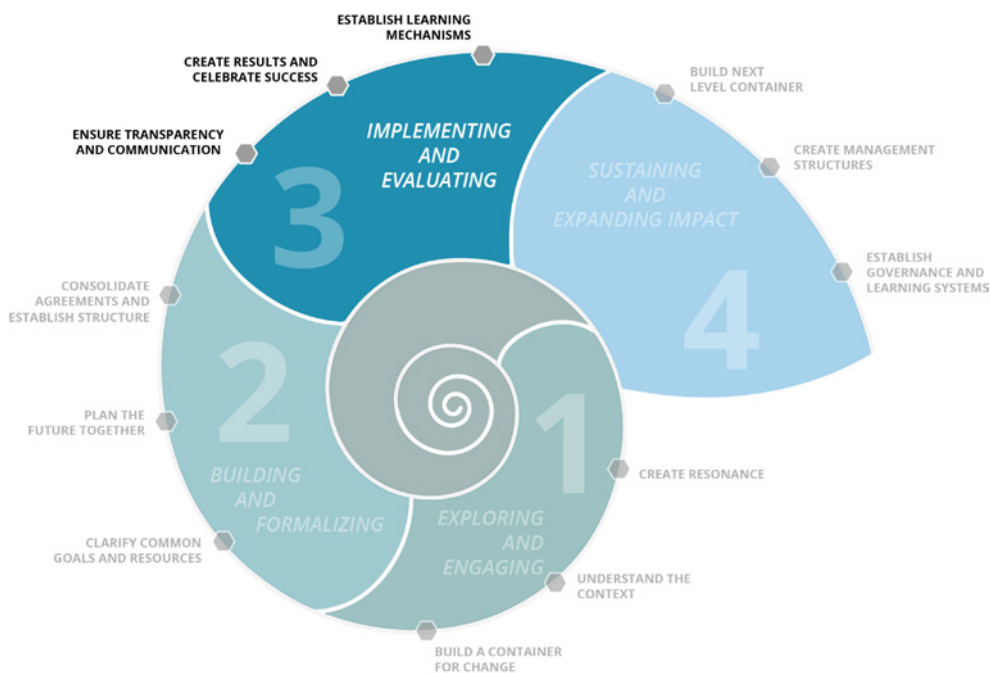 ESTABLISH LEARNING
MECHANISMS
CREATE RESULTS AND
CELEBRATE SUCCESS
ENSURE TRANSPARENCY
AND COMMUNICATION
3
IMPLEMENTING
AND
EVALUATING
BUILD NEXT
LEVEL CONTAINER
CREATE MANAGEMENT
STRUCTURES
ESTABLISH
GOVERNANCE AND
LEARNING SYSTEMS
SUSTAINING
AND
EXPANDING IMPACT
4
CONSOLIDATE
AGREEMENTS AND
ESTABLISH STRUCTURE
PLAN THE
FUTURE TOGETHER
CLARIFY COMMON
GOALS AND RESOURCES
2
BUILDING
AND
FORMALIZING
1
EXPLORING
AND
ENGAGING
CREATE RESONANCE
UNDERSTAND THE
CONTEXT
BUILD A CONTAINER
FOR CHANGE